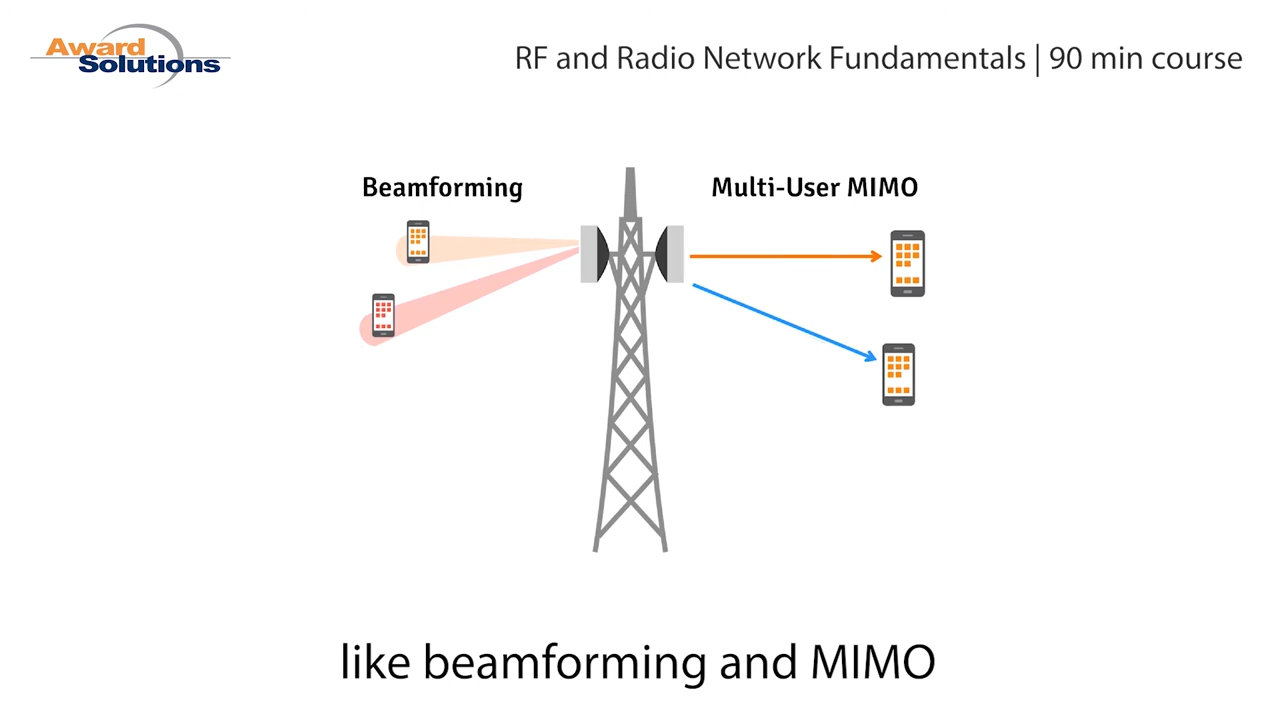 Award
Solutions
RF and Radio Network Fundamentals | 90 min course
Beamforming
Multi-User MIMO
like beamforming and MIMO